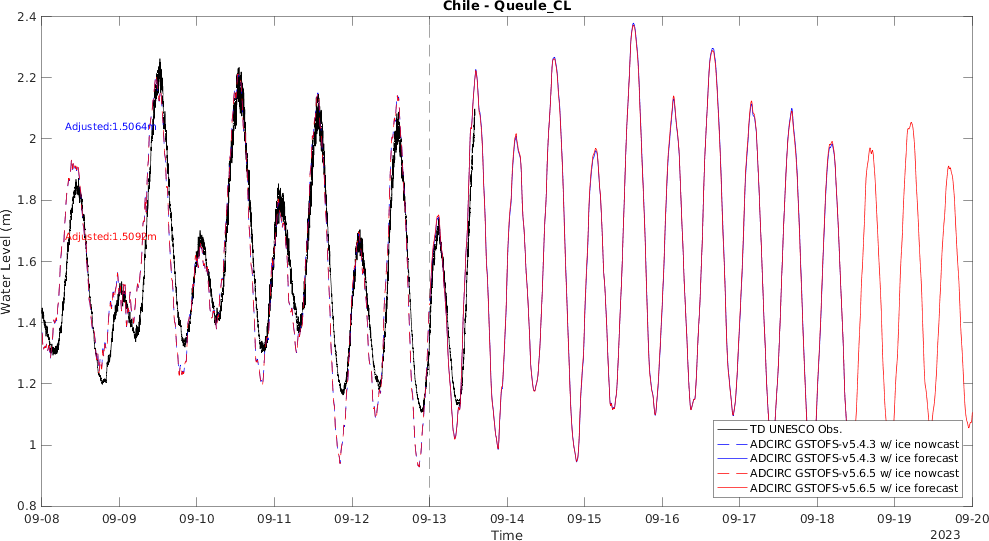 Chile - Queule_CL
2.4
2.2
2
1.8
1.6
1.4
1.2
1
0.8
Water Level (m)
Adjusted:1.5064m
Adjusted:1.5092m
TD UNESCO Obs.
ADCIRC GSTOFS-v5.4.3 w/ ice nowcast
ADCIRC GSTOFS-v5.4.3 w/ ice forecast
ADCIRC GSTOFS-v5.6.5 w/ ice nowcast
ADCIRC GSTOFS-v5.6.5 w/ ice forecast
09-08 09-09 09-10 09-11 09-12 09-13 09-14 09-15 09-16 09-17 09-18 09-19 09-20
Time
2023